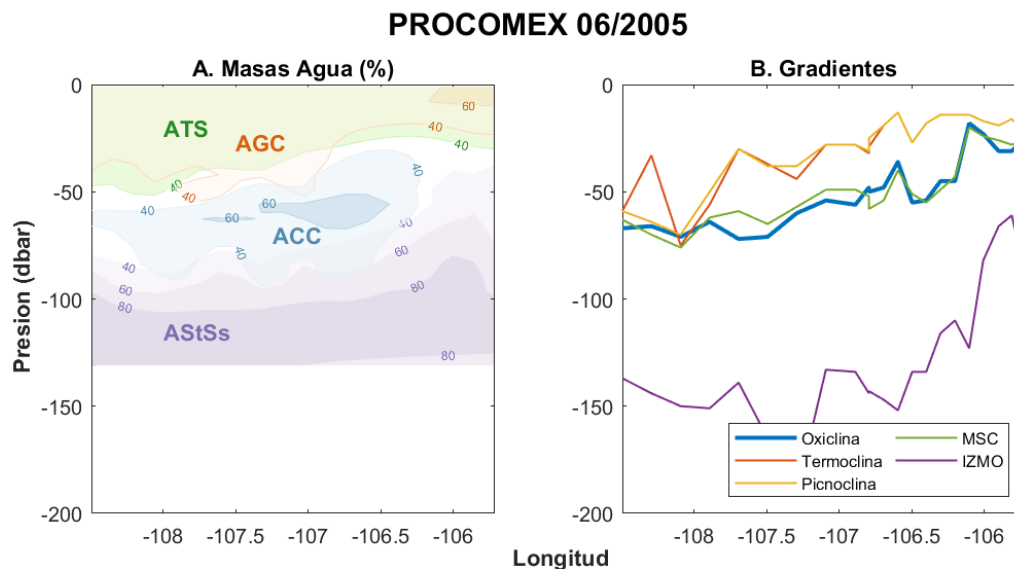 PROCOMEX 06/2005
A. Masas Agua (%)
B. Gradientes
Presion (dbar)
0
-50
-100
-150
-200
ATS
AGC
ACC
AStSs
60
40
40
40
40
40
40
60
60
40
40
40
60
60
80
80
80
-108
-107.5
-107
-106.5
-106
0
-50
-100
-150
-200
Oxiclina
Termoclina
Picnoclina
MSC
IZMO
-108
-107.5
-107
-106.5
-106
Longitud